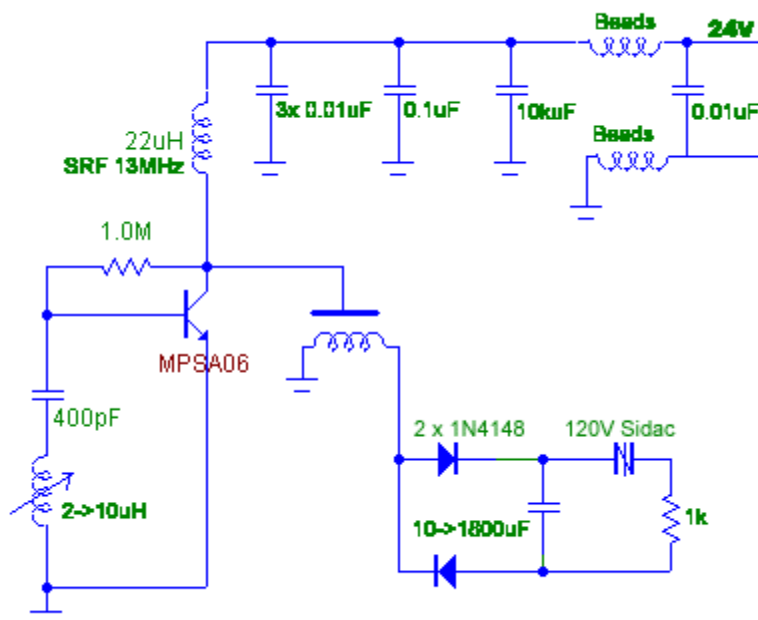 Beads
24V
3x 0.01uF
0.1uF
10kuF
0.01uF
22uH
SRF 13MHz
Beads
1.0M
MPSA06
400pF
2 x 1N4148
120V Sidac
2->10uH
10->1800uF
1k